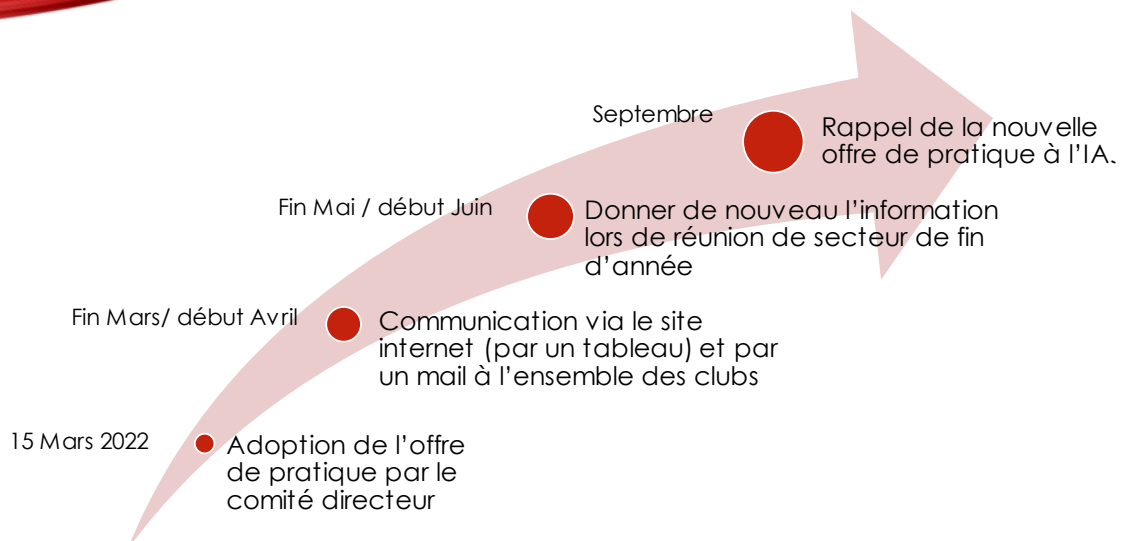 Septembre
Rappel de la nouvelle
offre de pratique à l'IA.
Fin Mai / début Juin
Donner de nouveau l'information
lors de réunion de secteur de fin
d'année
Fin Mars/ début Avril
Communication via le site
internet (par un tableau) et par
un mail à l'ensemble des clubs
15 Mars 2022
Adoption de l'offre
de pratique par le
comité directeur